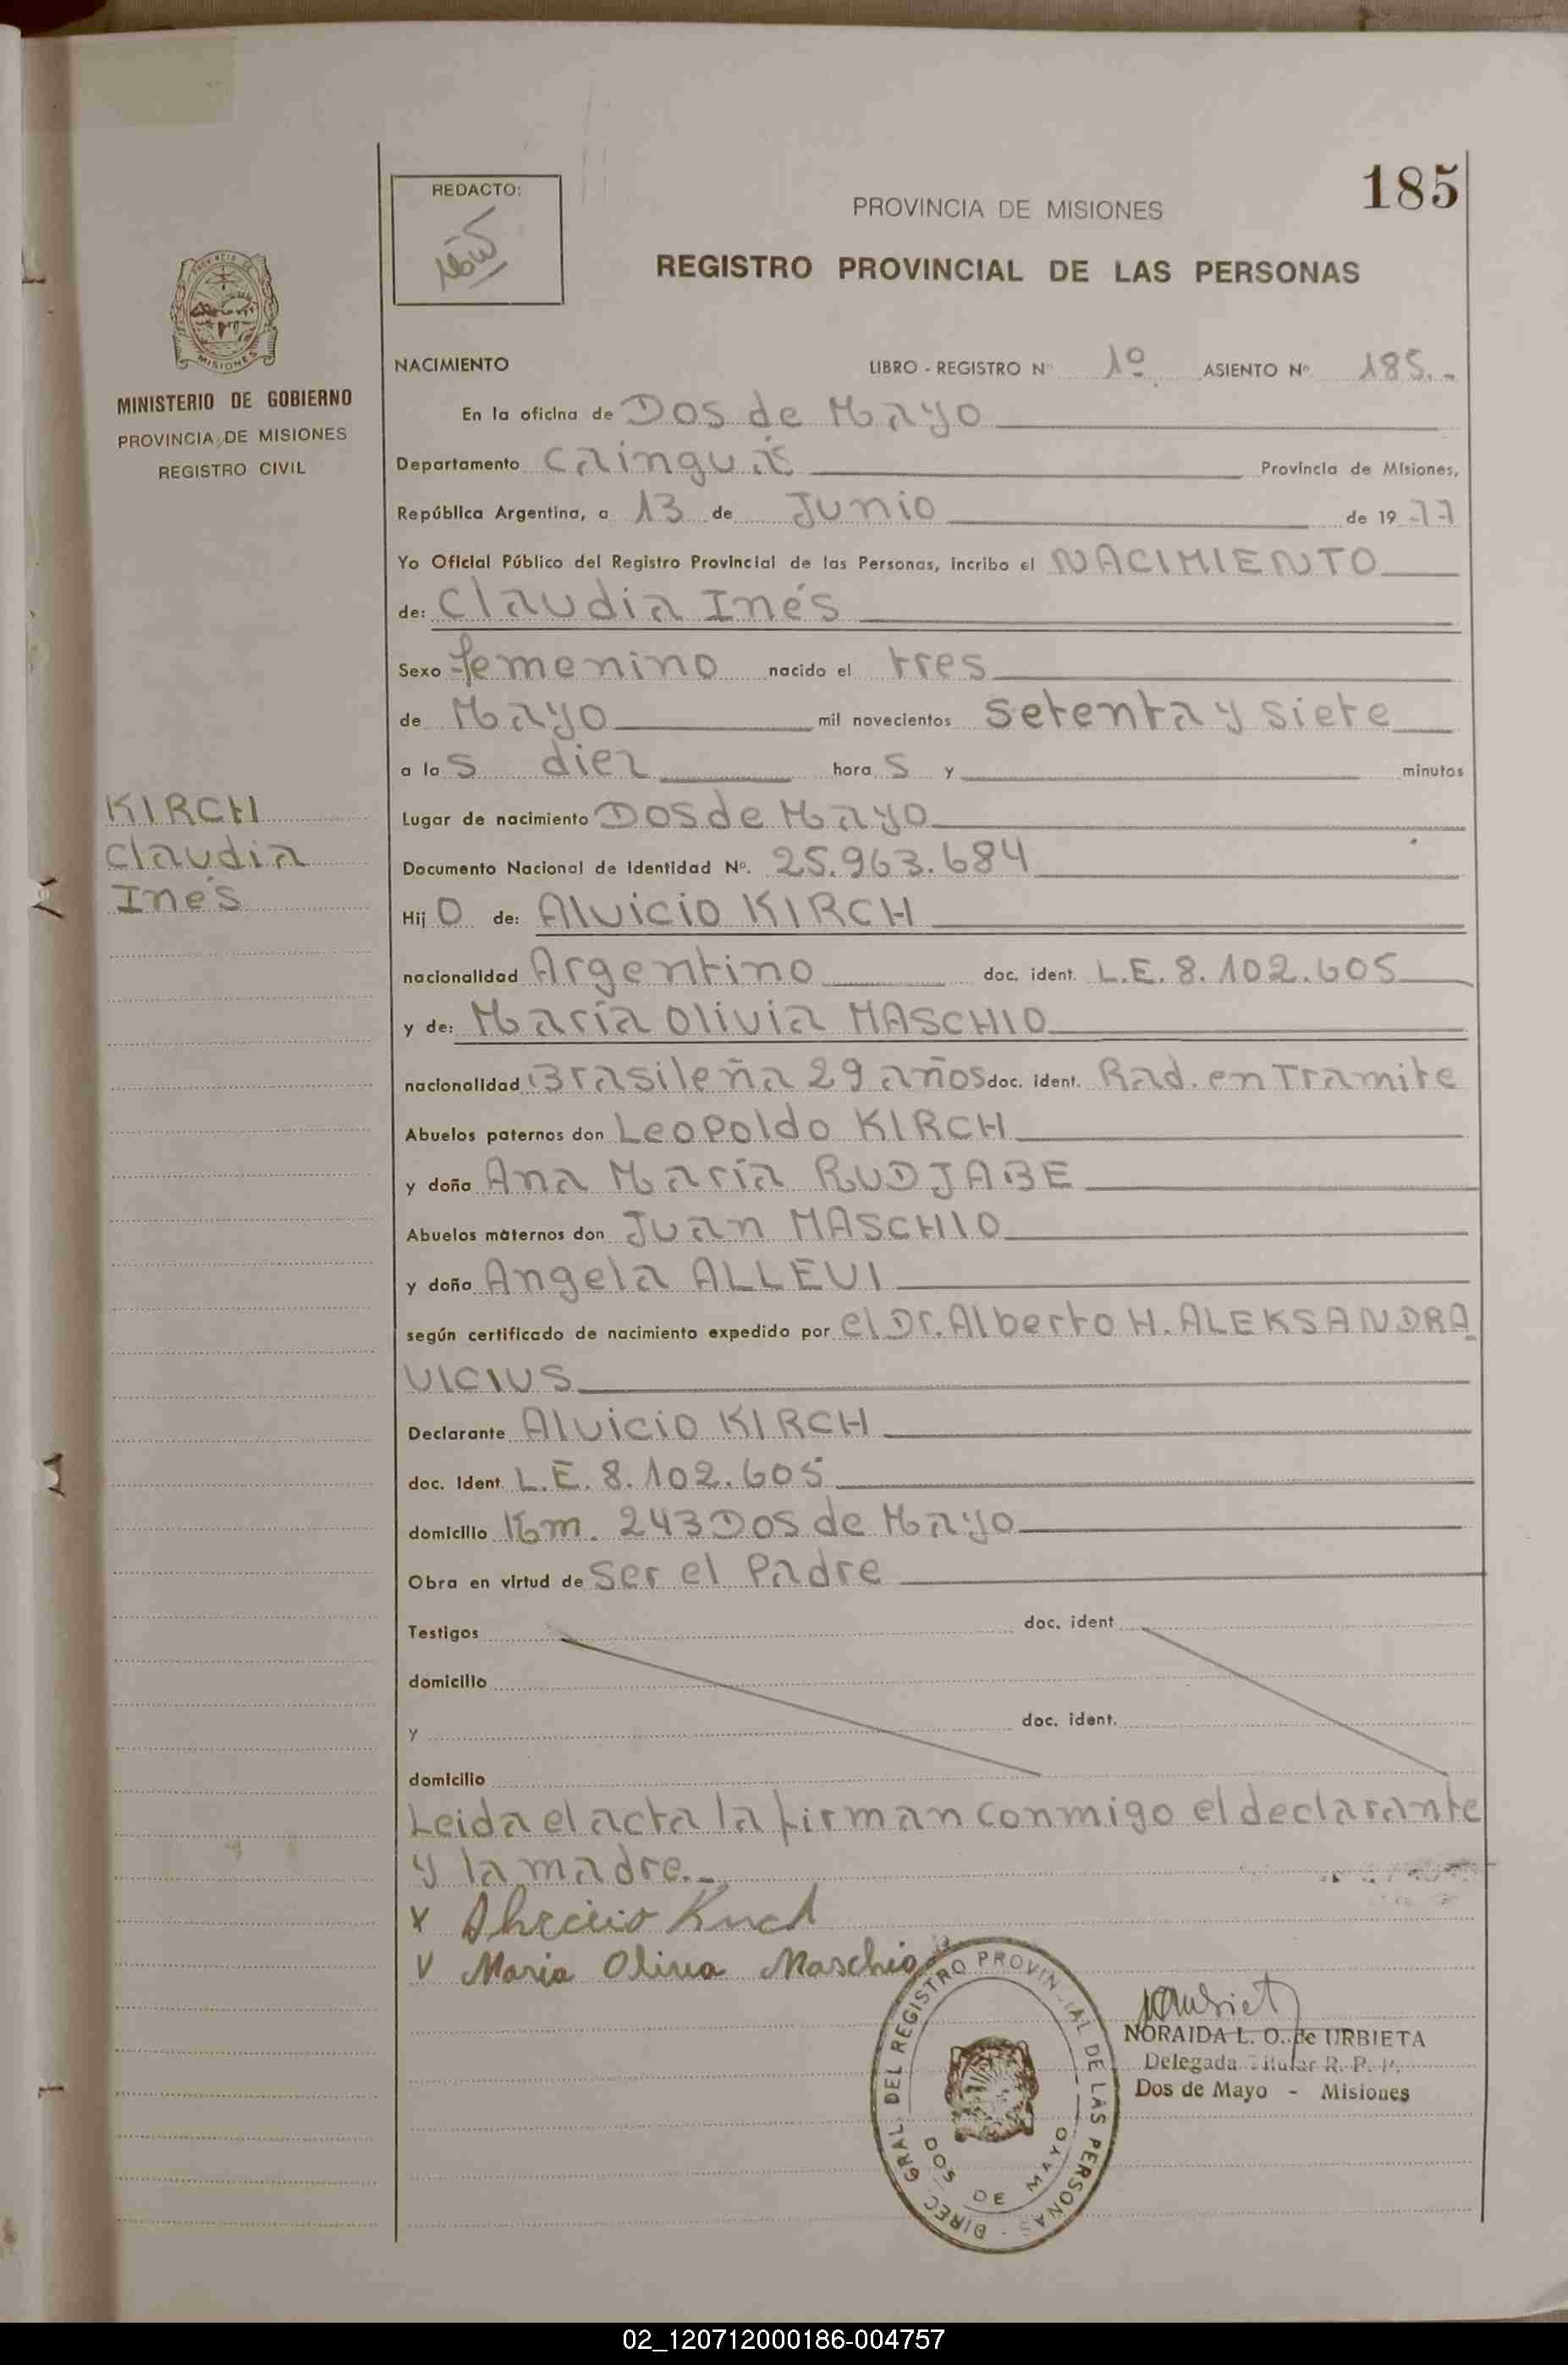 185
REDACTO:
PROVINCIA DE MISIONES
REGISTRO PROVINCIAL DE LAS PERSONAS
MINISTERIO DE GOBIERNO
PROVINCIA DE MISIONES
REGISTRO CIVIL
NACIMIENTO LIBRO - REGISTRO Nº 1º ASIENTO Nº 185.-
En la oficina de Dos de Mayo
Departamento Cainguás Provincia de Misiones,
República Argentina, a 13 de Junio de 1977
Yo Oficial Público del Registro Provincial de las Personas, incribo el NACIMIENTO
de: Claudia Inés
Sexo femenino nacido el tres
de Mayo mil novecientos setenta y siete
a las diez horas y minutos
KIRCH
Claudia
Inés
Lugar de nacimiento Dos de Mayo
Documento Nacional de Identidad Nº. 25.963.684
Hij O de: Alvicio KIRCH
nacionalidad Argentino doc. ident. L.E. 8.102.605
y de: María Olivia MASCHIO
nacionalidad Brasileña 29 años doc. ident. Rad. en Tramite
Abuelos paternos don Leopoldo KIRCH
y doña Ana María RUDJABE
Abuelos maternos don Juan MASCHIO
y doña Angela ALLEVI
según certificado de nacimiento expedido por el Dr. Alberto H. ALEKSANDRA
VICIUS
Declarante Alvicio KIRCH
doc. Ident. L.E. 8.102.605
domicilio Km. 243 Dos de Mayo
Obra en virtud de ser el Padre
Testigos doc. ident
domicilio
y doc. ident.
domicilio
Leida el acta la firman conmigo el declarante
y la madre.-
x
v Maria Oliva Maschio
DIREC GRAL. DEL REGISTRO PROVINCIAL DE LAS PERSONAS -
DOS DE MAYO
NORAIDA L. O. de URBIETA
Delegada Titular R. P. P.
Dos de Mayo - Misiones
02_120712000186-004757